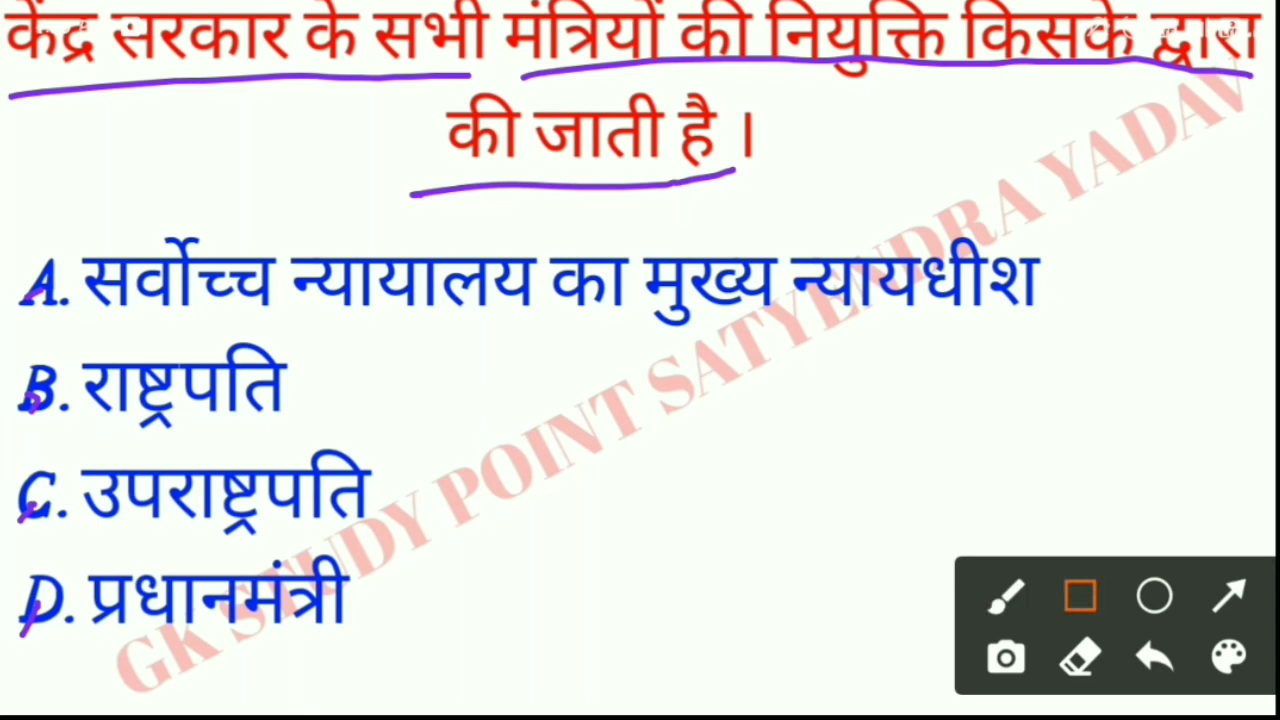 केंद्र सरकार के सभी मंत्रियों की नियुक्ति किसके द्वारा
की जाती है ।
A. सर्वोच्च न्यायालय का मुख्य न्यायधीश
B. राष्ट्रपति
C. उपराष्ट्रपति
D. प्रधानमंत्री
GK STUDY POINT SATYENDRA YADAV